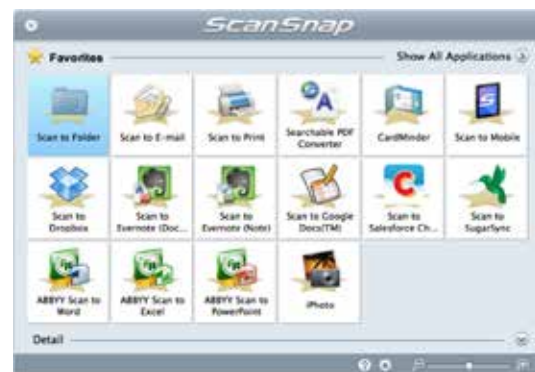 ScanSnap
Favorites
Show All Applications
Scan to Folder
Scan to E-mail
Scan to Print
Searchable PDF
Converter
CardMinder
Scan to Mobile
Scan to
Dropbox
Scan to
Evernote (Doc...
Scan to
Evernote (Note)
Scan to Google
Docs(TM)
Scan to
Salesforce Ch...
Scan to
SugarSync
ABBYY Scan to
Word
ABBYY Scan to
Excel
ABBYY Scan to
PowerPoint
iPhoto
Detail